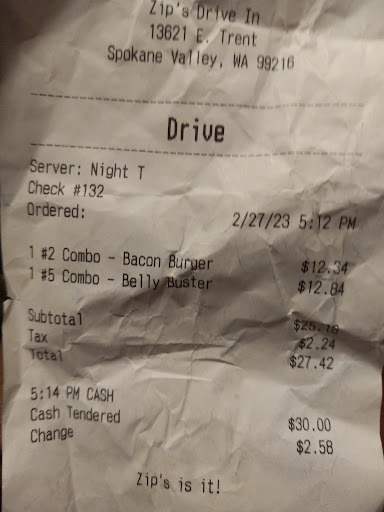 Zip's Drive In
13621 E. Trent
Spokane Valley, WA 99216
Drive
Server: Night T
Check #132
Ordered: 2/27/23 5:12 PM
1 #2 Combo - Bacon Burger $12.34
1 #5 Combo - Belly Buster $12.84
Subtotal $25.18
Tax $2.24
Total $27.42
5:14 PM CASH
Cash Tendered $30.00
Change $2.58
Zip's is it!